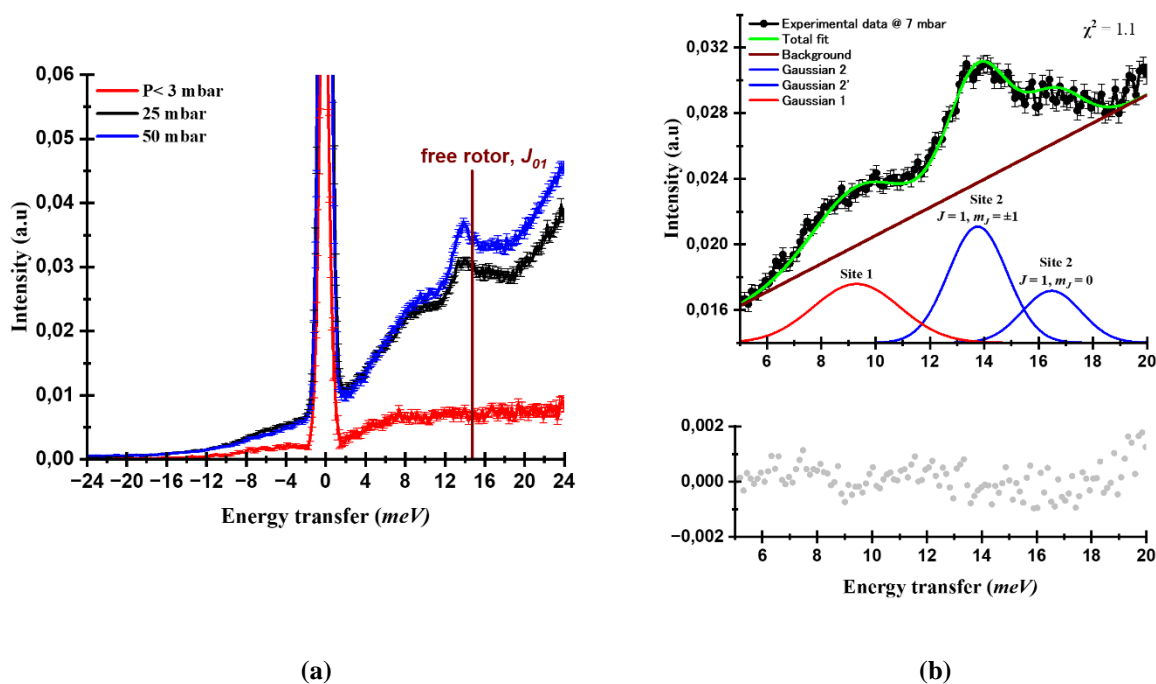 0,06
0,05
0,04
0,03
0,02
0,01
0,00
Intensity (a.u)
P< 3 mbar
25 mbar
50 mbar
free rotor, J01
−24 −20 −16 −12 −8 −4 0 4 8 12 16 20 24
Energy transfer (meV)
(a)
0,032
0,028
0,024
0,020
0,016
Intensity (a.u)
Experimental data @ 7 mbar
Total fit
Background
Gaussian 2
Gaussian 2'
Gaussian 1
χ² = 1.1
Site 1
Site 2
J = 1, mJ = ±1
Site 2
J = 1, mJ = 0
6 8 10 12 14 16 18 20
0,002
0,000
−0,002
6 8 10 12 14 16 18 20
Energy transfer (meV)
(b)